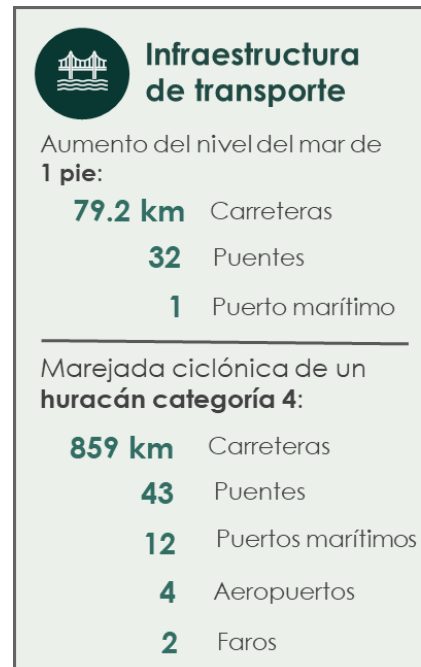 Infraestructura
de transporte
Aumento del nivel del mar de
1 pie:
79.2 km Carreteras
32 Puentes
1 Puerto marítimo
Marejada ciclónica de un
huracán categoría 4:
859 km Carreteras
43 Puentes
12 Puertos marítimos
4 Aeropuertos
2 Faros